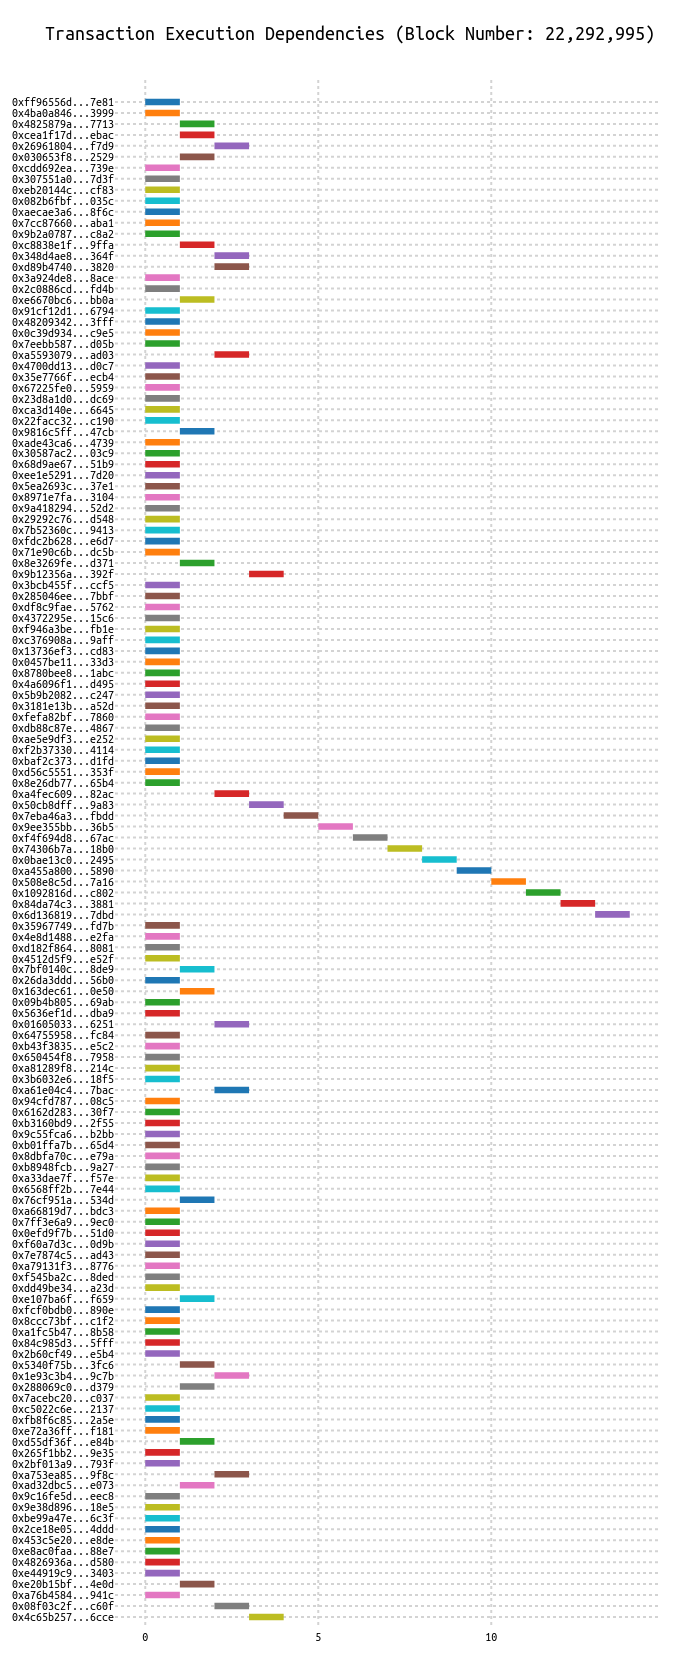 Transaction Execution Dependencies (Block Number: 22,292,995)
0xff96556d...7e81
0x4ba0a846...3999
0x4825879a...7713
0xcea1f17d...ebac
0x26961804...f7d9
0x030653f8...2529
0xcdd692ea...739e
0x307551a0...7d3f
0xeb20144c...cf83
0x082b6fbf...035c
0xaecae3a6...8f6c
0x7cc87660...aba1
0x9b2a0787...c8a2
0xc8838e1f...9ffa
0x348d4ae8...364f
0xd89b4740...3820
0x3a924de8...8ace
0x2c0886cd...fd4b
0xe6670bc6...bb0a
0x91cf12d1...6794
0x48209342...3fff
0x0c39d934...c9e5
0x7eebb587...d05b
0xa5593079...ad03
0x4700dd13...d0c7
0x35e7766f...ecb4
0x67225fe0...5959
0x23d8a1d0...dc69
0xca3d140e...6645
0x22facc32...c190
0x9816c5ff...47cb
0xade43ca6...4739
0x30587ac2...03c9
0x68d9ae67...51b9
0xee1e5291...7d20
0x5ea2693c...37e1
0x8971e7fa...3104
0x9a418294...52d2
0x29292c76...d548
0x7b52360c...9413
0xfdc2b628...e6d7
0x71e90c6b...dc5b
0x8e3269fe...d371
0x9b12356a...392f
0x3bcb455f...ccf5
0x285046ee...7bbf
0xdf8c9fae...5762
0x4372295e...15c6
0xf946a3be...fb1e
0xc376908a...9aff
0x13736ef3...cd83
0x0457be11...33d3
0x8780bee8...1abc
0x4a6096f1...d495
0x5b9b2082...c247
0x3181e13b...a52d
0xfefa82bf...7860
0xdb88c87e...4867
0xae5e9df3...e252
0xf2b37330...4114
0xbaf2c373...d1fd
0xd56c5551...353f
0x8e26db77...65b4
0xa4fec609...82ac
0x50cb8dff...9a83
0x7eba46a3...fbdd
0x9ee355bb...36b5
0xf4f694d8...67ac
0x74306b7a...18b0
0x0bae13c0...2495
0xa455a800...5890
0x508e8c5d...7a16
0x1092816d...c802
0x84da74c3...3881
0x6d136819...7dbd
0x35967749...fd7b
0x4e8d1488...e2fa
0xd182f864...8081
0x4512d5f9...e52f
0x7bf0140c...8de9
0x26da3ddd...56b0
0x163dec61...0e50
0x09b4b805...69ab
0x5636ef1d...dba9
0x01605033...6251
0x64755958...fc84
0xb43f3835...e5c2
0x650454f8...7958
0xa81289f8...214c
0x3b6032e6...18f5
0xa61e04c4...7bac
0x94cfd787...08c5
0x6162d283...30f7
0xb3160bd9...2f55
0x9c55fca6...b2bb
0xb01ffa7b...65d4
0x8dbfa70c...e79a
0xb8948fcb...9a27
0xa33dae7f...f57e
0x6568ff2b...7e44
0x76cf951a...534d
0xa66819d7...bdc3
0x7ff3e6a9...9ec0
0x0efd9f7b...51d0
0xf60a7d3c...0d9b
0x7e7874c5...ad43
0xa79131f3...8776
0xf545ba2c...8ded
0xdd49be34...a23d
0xe107ba6f...f659
0xfcf0bdb0...890e
0x8ccc73bf...c1f2
0xa1fc5b47...8b58
0x84c985d3...5fff
0x2b60cf49...e5b4
0x5340f75b...3fc6
0x1e93c3b4...9c7b
0x288069c0...d379
0x7acebc20...c037
0xc5022c6e...2137
0xfb8f6c85...2a5e
0xe72a36ff...f181
0xd55df36f...e84b
0x265f1bb2...9e35
0x2bf013a9...793f
0xa753ea85...9f8c
0xad32dbc5...e073
0x9c16fe5d...eec8
0x9e38d896...18e5
0xbe99a47e...6c3f
0x2ce18e05...4ddd
0x453c5e20...e8de
0xe8ac0faa...88e7
0x4826936a...d580
0xe44919c9...3403
0xe20b15bf...4e0d
0xa76b4584...941c
0x08f03c2f...c60f
0x4c65b257...6cce
0 5 10